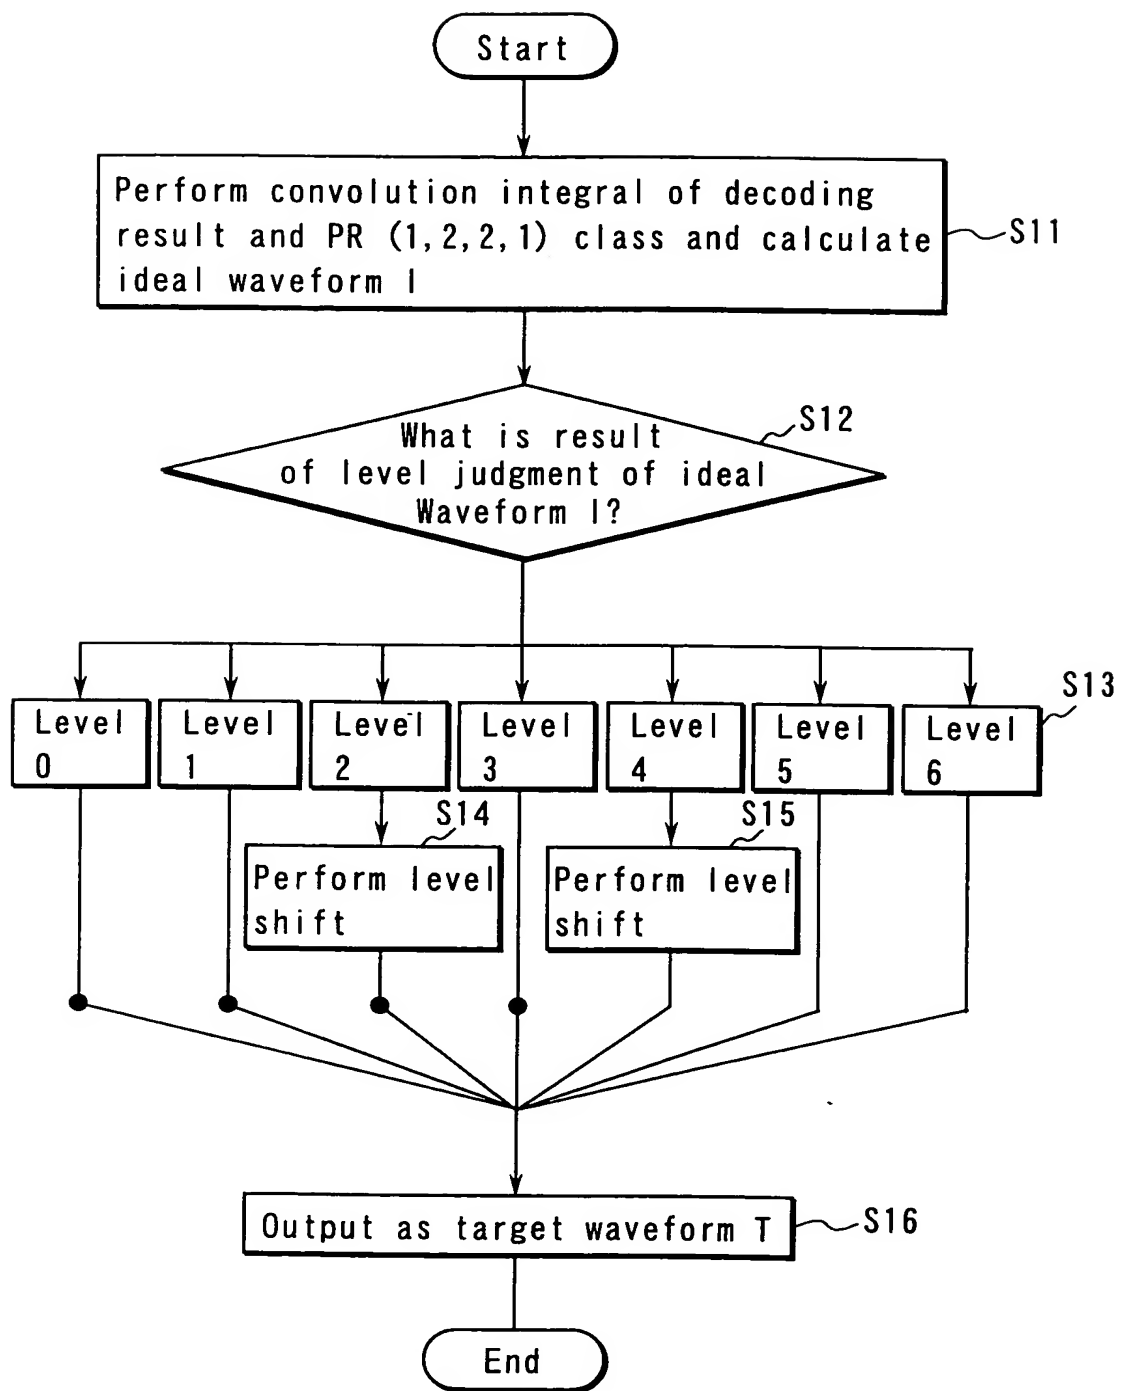 Start
Perform convolution integral of decoding
result and PR (1,2,2,1) class and calculate
ideal waveform I
S11
S12
What is result
of level judgment of ideal
Waveform I?
S13
Level
0
Level
1
Level
2
Level
3
Level
4
Level
5
Level
6
S14
Perform level
shift
S15
Perform level
shift
Output as target waveform T
S16
End